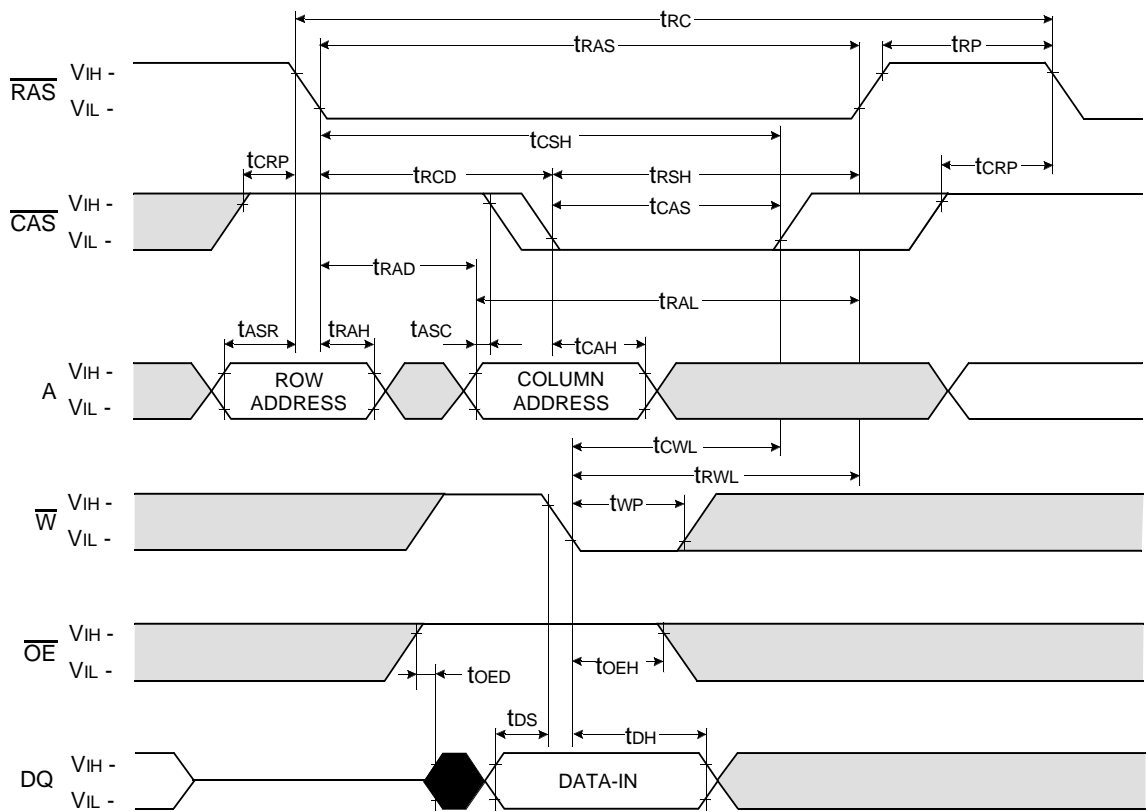 tRC
tRAS
tRP
RAS
VIH -
VIL -
tCSH
tCRP
tRCD
tRSH
tCRP
CAS
VIH -
VIL -
tCAS
tRAD
tRAL
tASR
tRAH
tASC
tCAH
A
VIH -
VIL -
ROW
ADDRESS
COLUMN
ADDRESS
tCWL
tRWL
W
VIH -
VIL -
tWP
OE
VIH -
VIL -
tOED
tOEH
tDS
tDH
DQ
VIH -
VIL -
DATA-IN